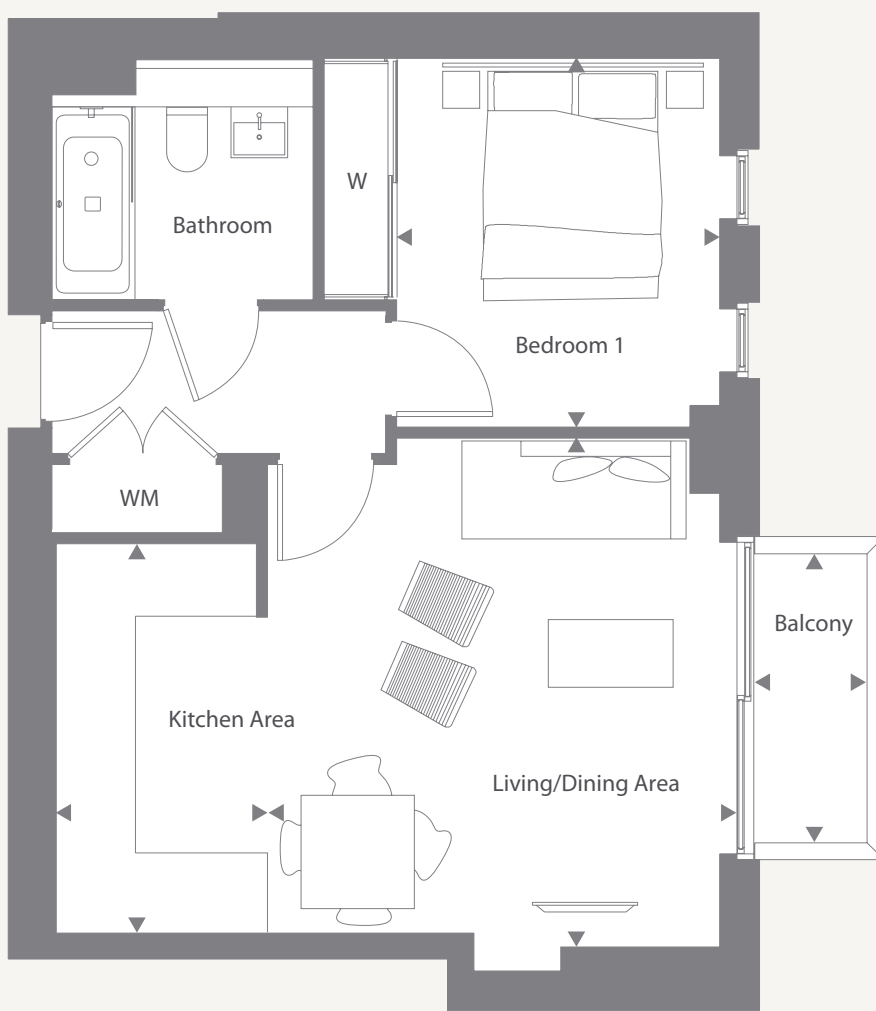 W
Bathroom
Bedroom 1
WM
Balcony
Kitchen Area
Living/Dining Area